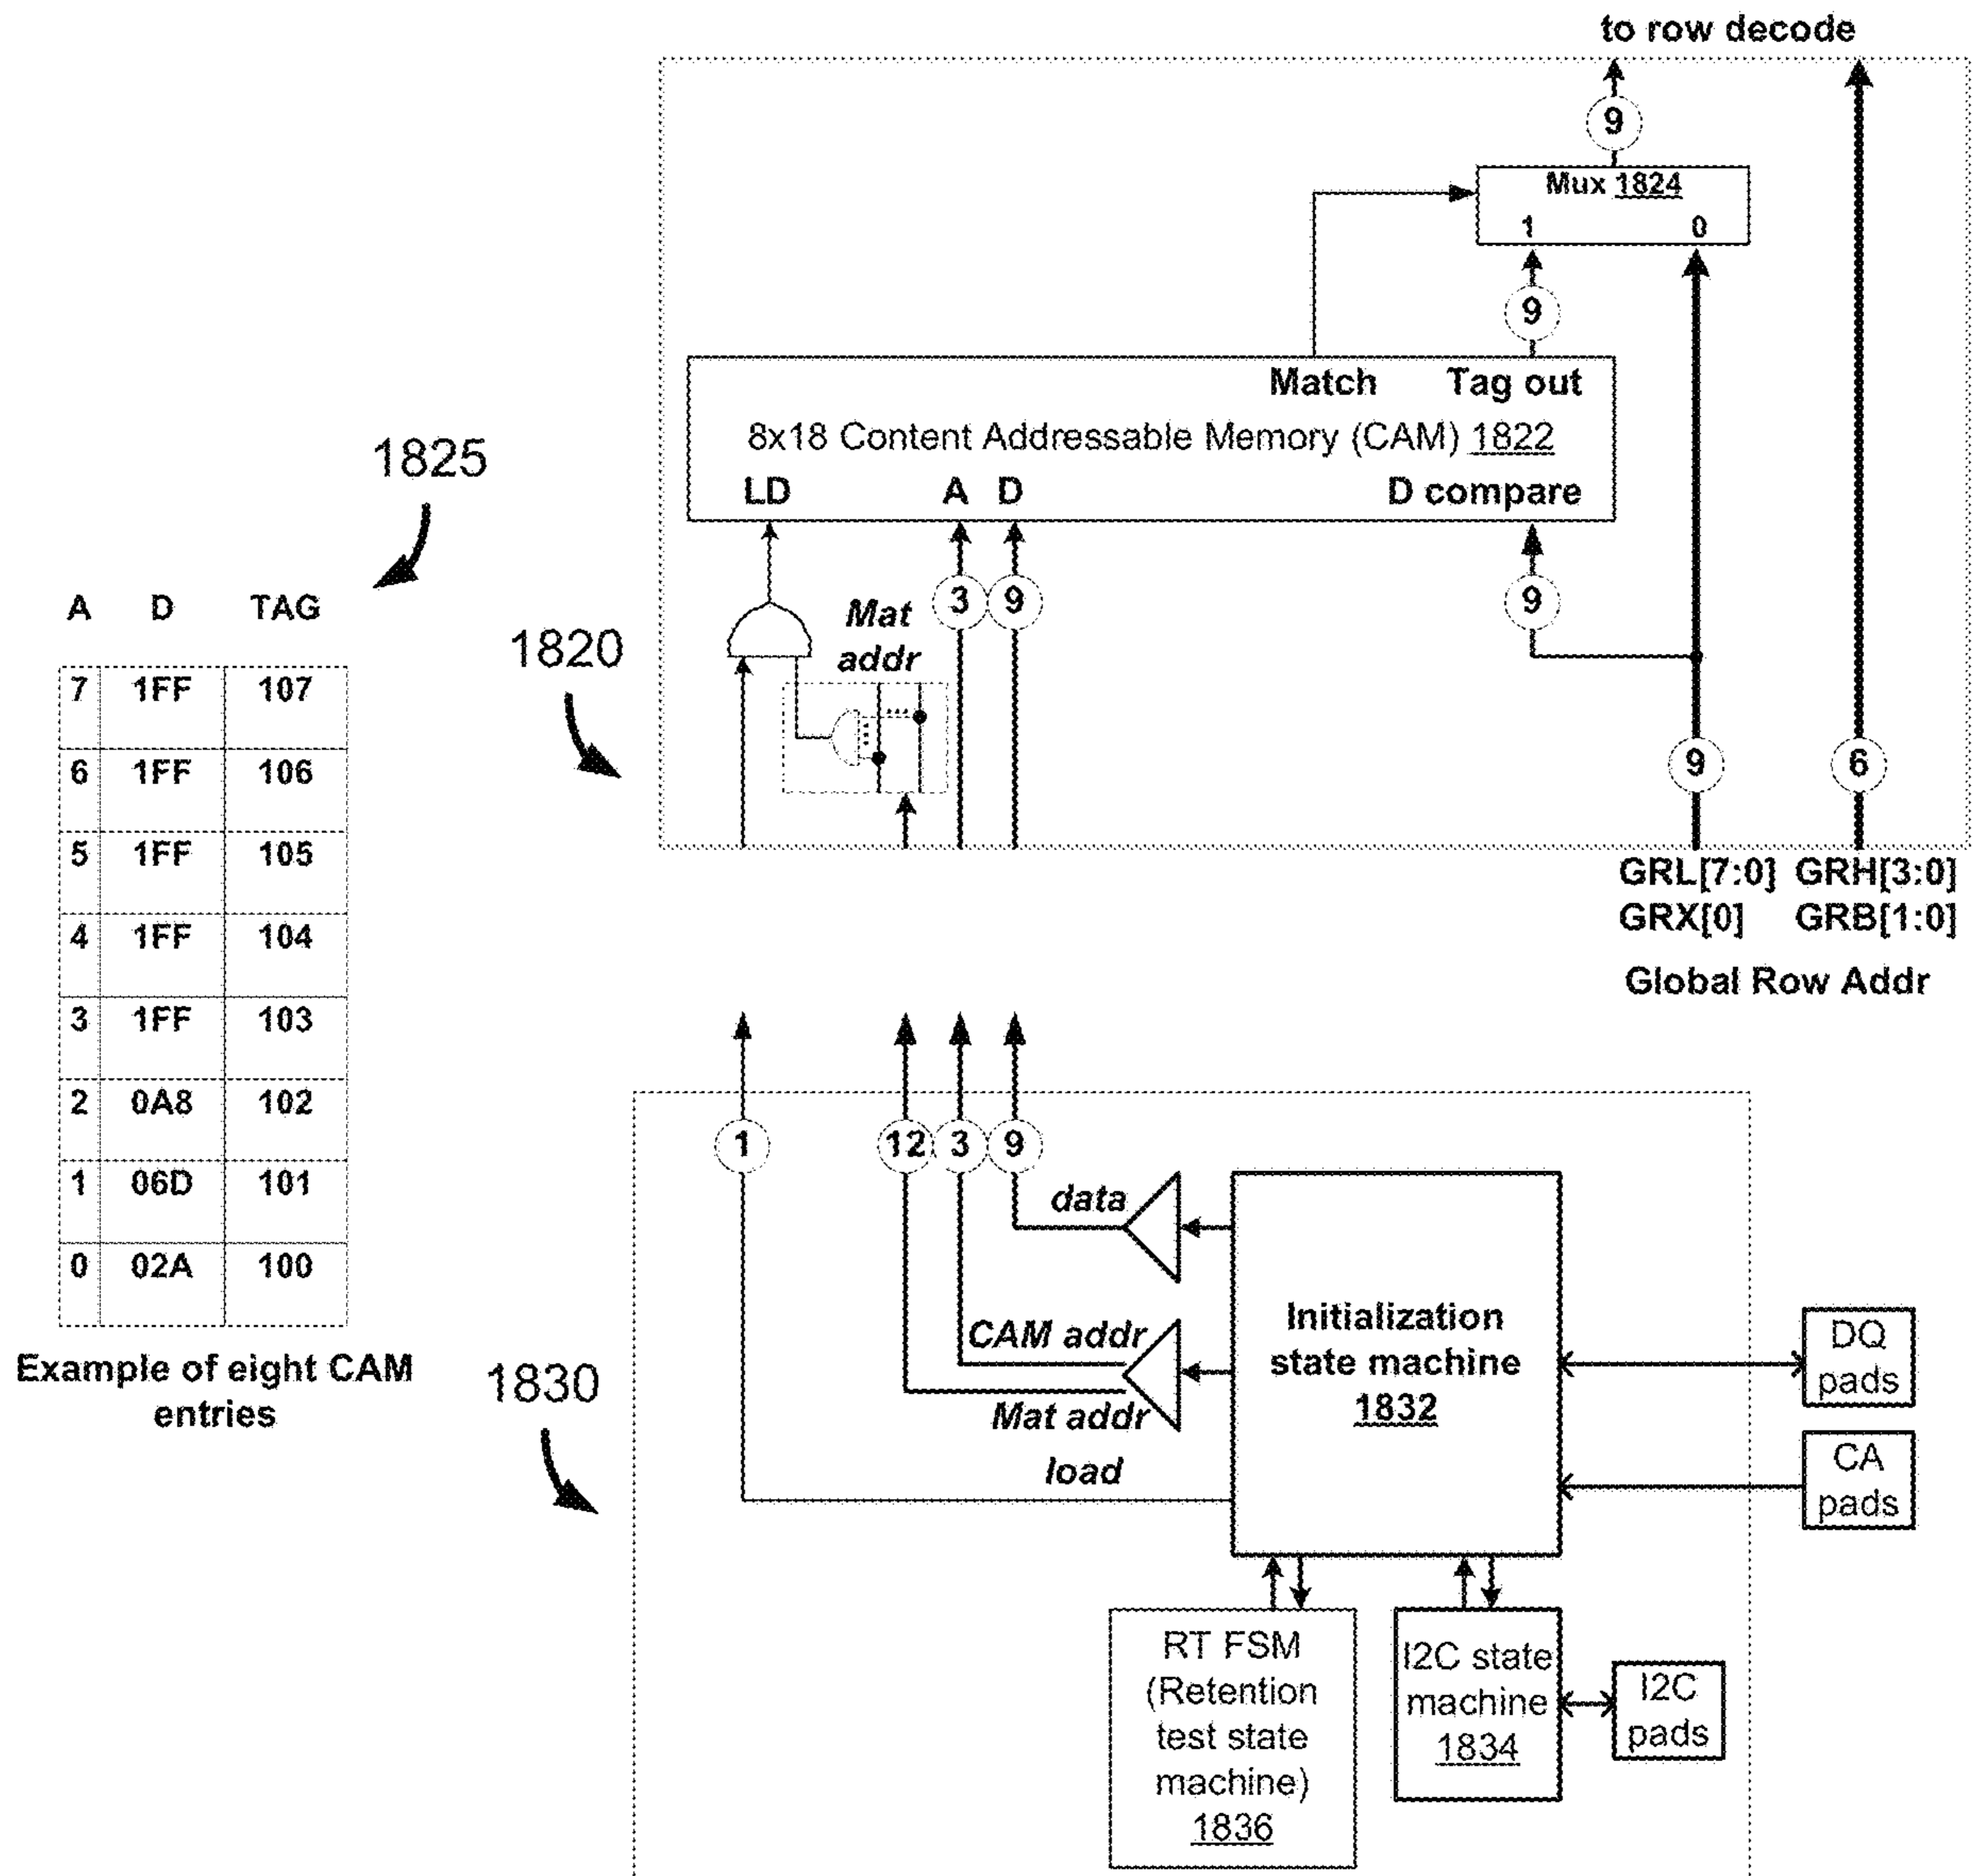 to row decode
9
Mux 1824
1 0
9
Match Tag out
8x18 Content Addressable Memory (CAM) 1822
LD A D D compare
1825
1820
Mat
addr
3 9
9
9 6
A D TAG
7 1FF 107
6 1FF 106
5 1FF 105
4 1FF 104
3 1FF 103
2 0A8 102
1 06D 101
0 02A 100
Example of eight CAM
entries
GRL[7:0] GRH[3:0]
GRX[0] GRB[1:0]
Global Row Addr
1830
1 12 3 9
data
CAM addr
Mat addr
load
Initialization
state machine
1832
DQ
pads
CA
pads
RT FSM
(Retention
test state
machine)
1836
I2C state
machine
1834
I2C
pads